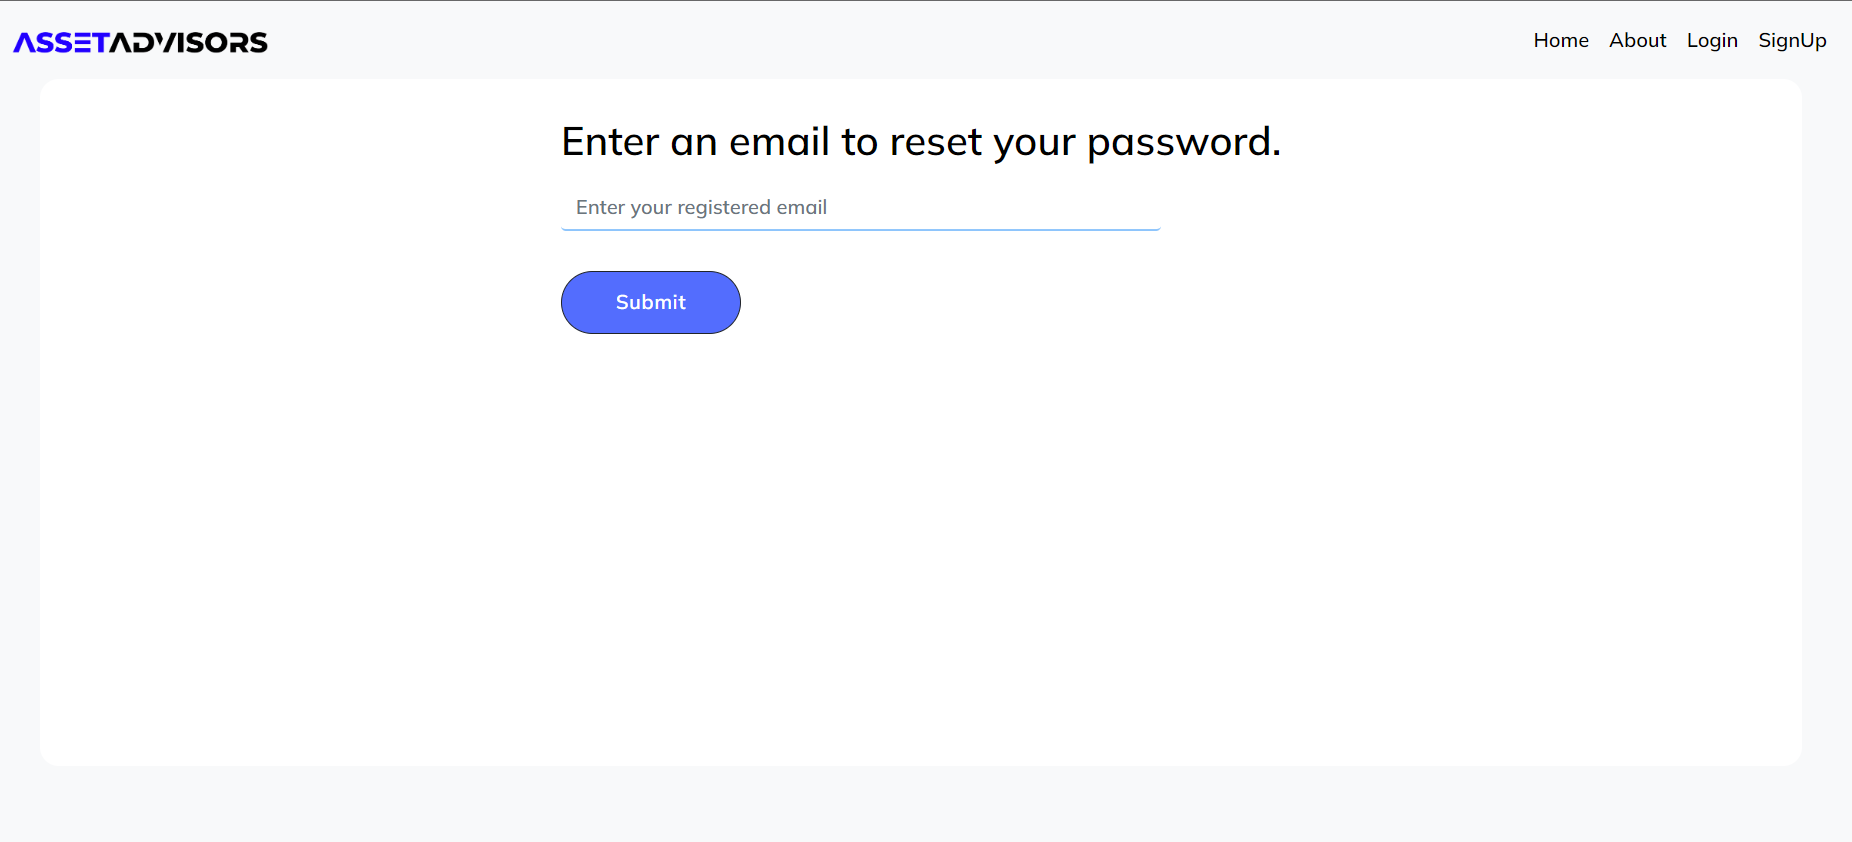 ASSETADVISORS
Home About Login SignUp
Enter an email to reset your password.
Enter your registered email
Submit